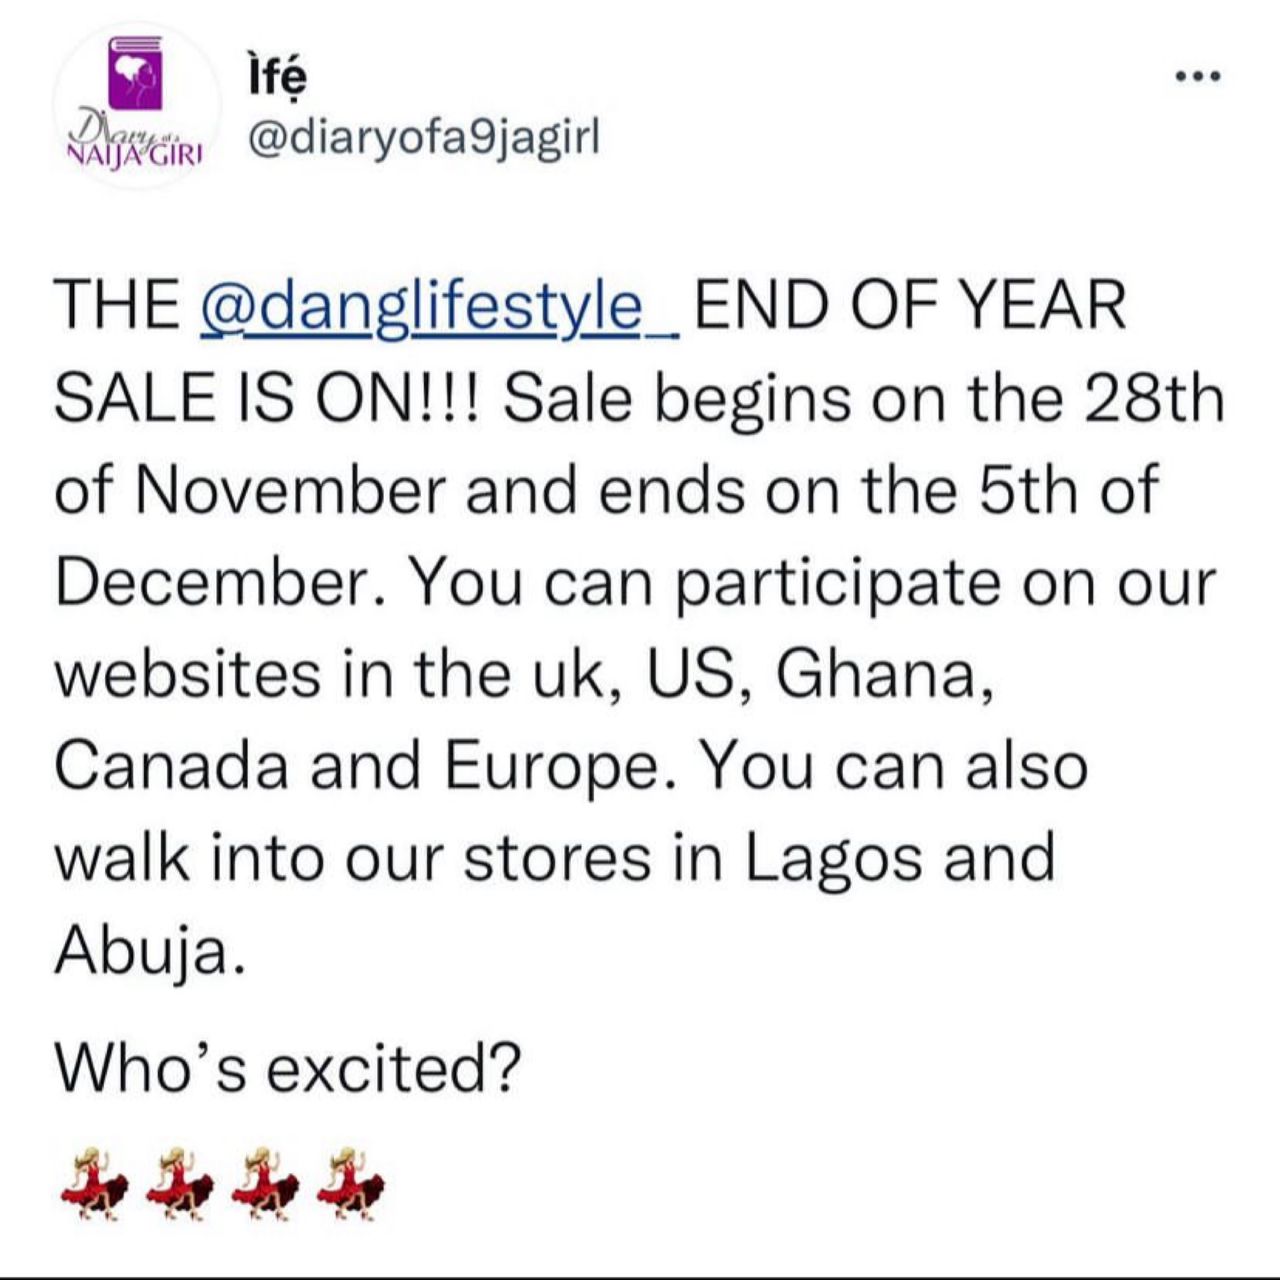 Diary of a
NAIJA GIRL
Ìfẹ́
@diaryofa9jagirl
THE @danglifestyle_ END OF YEAR
SALE IS ON!!! Sale begins on the 28th
of November and ends on the 5th of
December. You can participate on our
websites in the uk, US, Ghana,
Canada and Europe. You can also
walk into our stores in Lagos and
Abuja.
Who’s excited?
💃🏼💃🏼💃🏼💃🏼